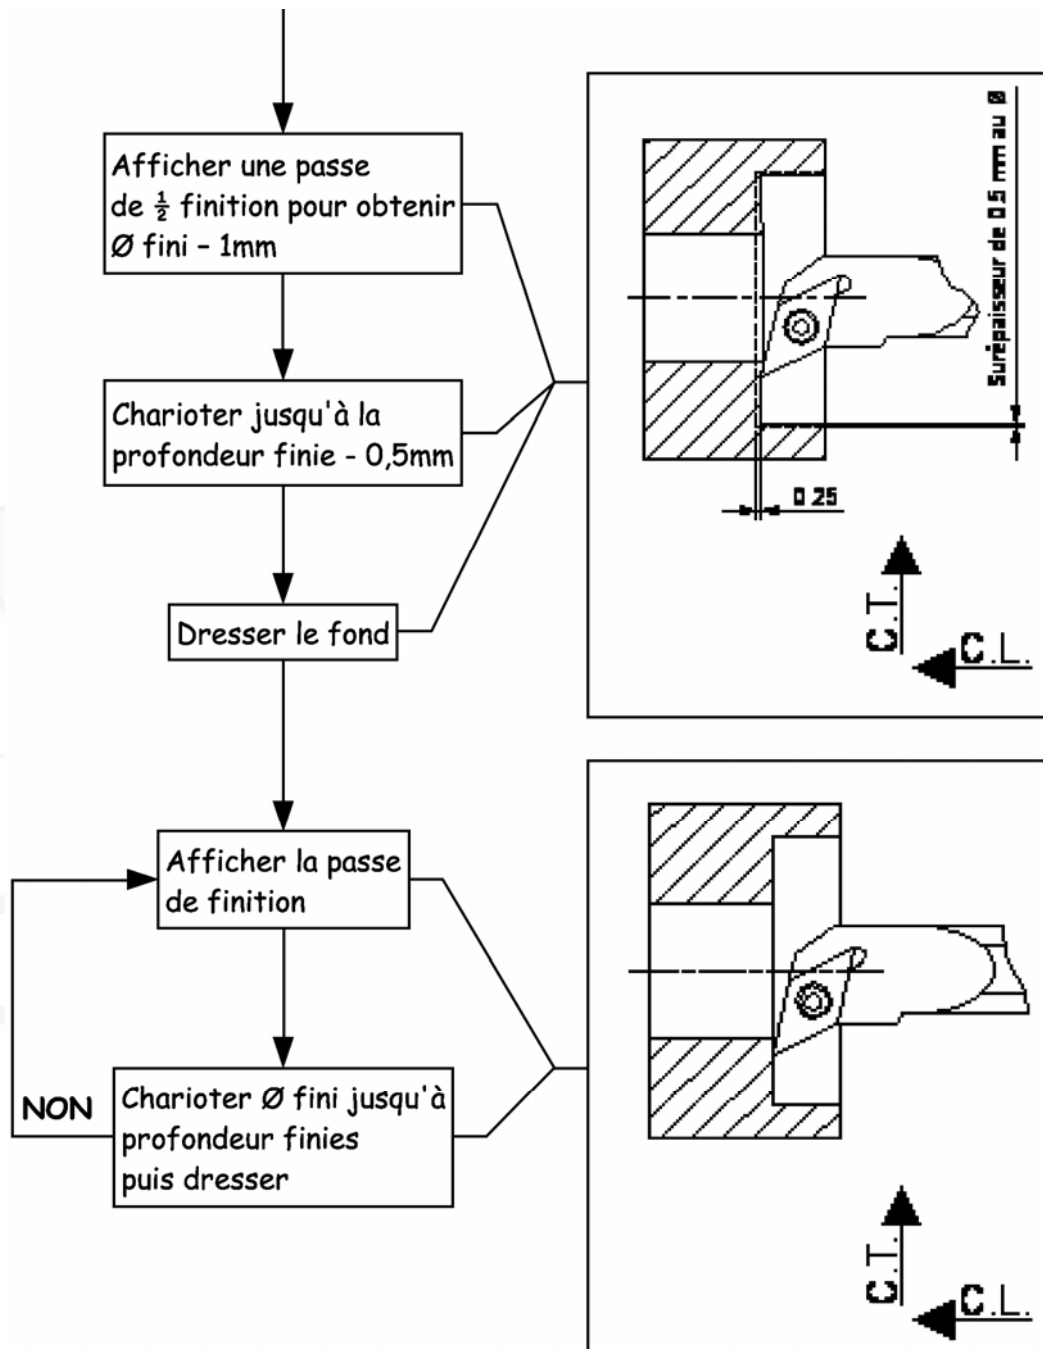 Afficher une passe
de ½ finition pour obtenir
Ø fini - 1mm
Charioter jusqu'à la
profondeur finie - 0,5mm
Dresser le fond
Surépaisseur de 0.5 mm au Ø
0.25
C.T.
C.L.
Afficher la passe
de finition
NON
Charioter Ø fini jusqu'à
profondeur finies
puis dresser
C.T.
C.L.